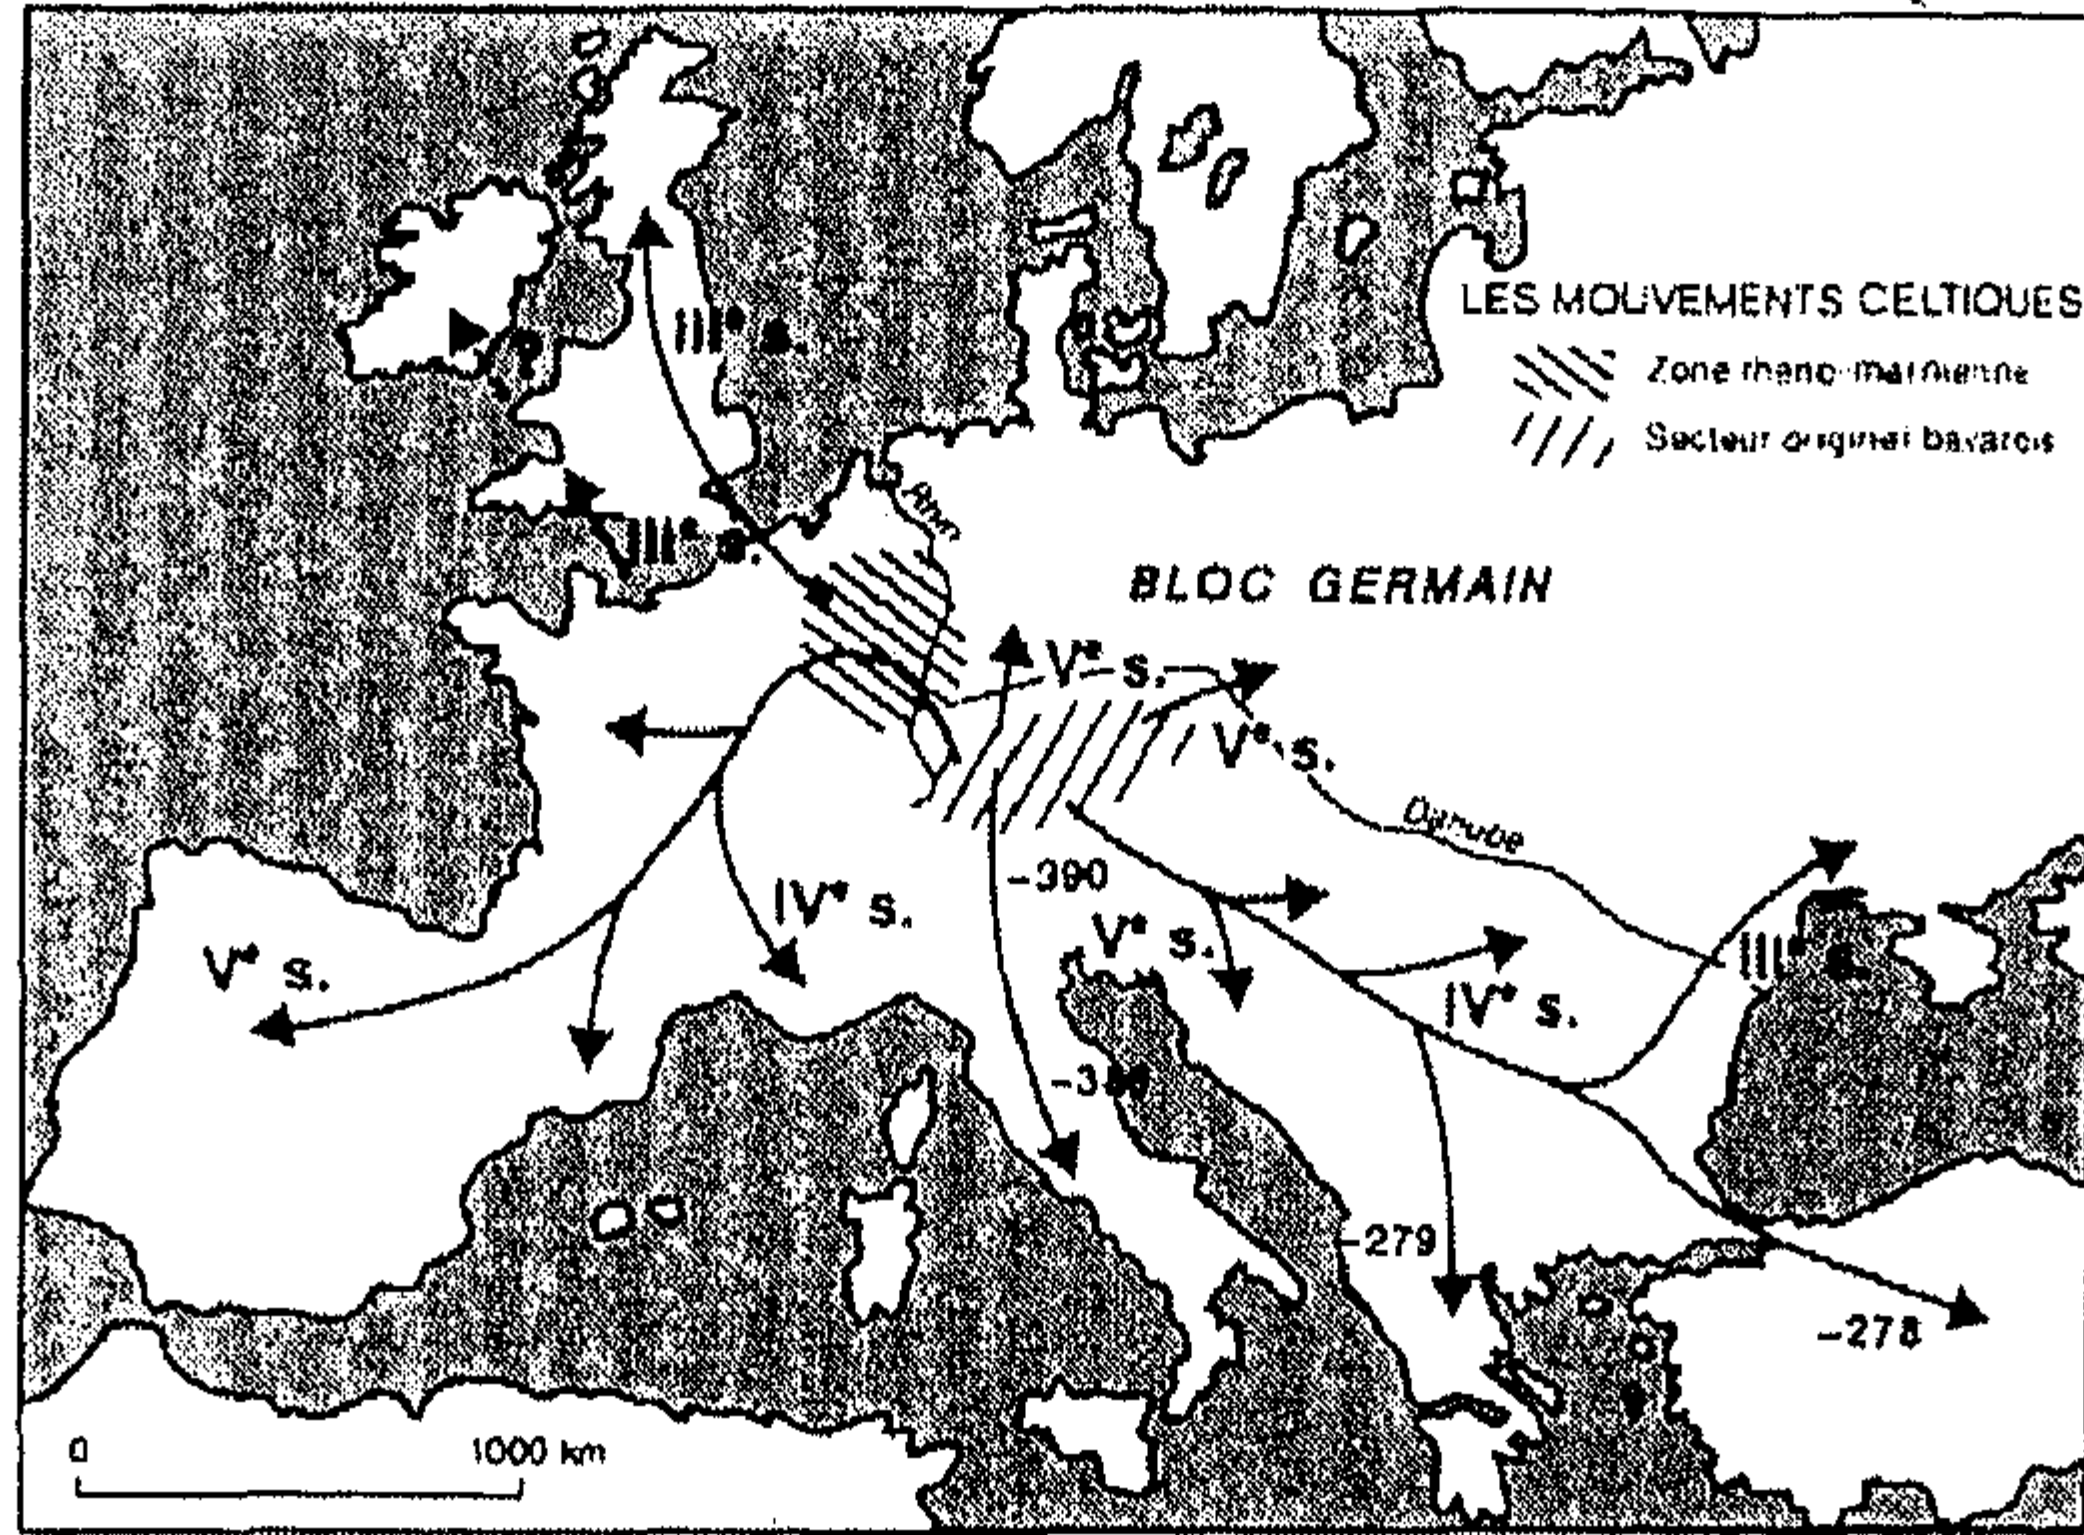 LES MOUVEMENTS CELTIQUES
Zone rhéno-marnienne
Secteur originel bavarois
IIIe s.
?
IIIe s.
Rhin
BLOC GERMAIN
Ve s.
Ve s.
Danube
-390
IVe s.
Ve s.
Ve s.
IIIe s.
IVe s.
-279
-278
0
1000 km